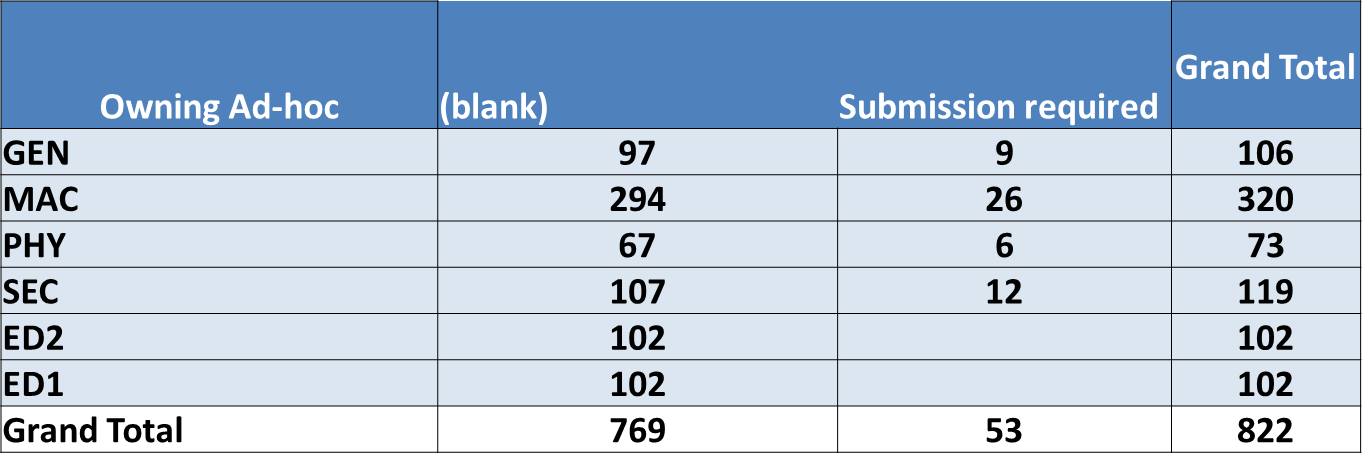 Owning Ad-hoc (blank) Submission required Grand Total
GEN 97 9 106
MAC 294 26 320
PHY 67 6 73
SEC 107 12 119
ED2 102 102
ED1 102 102
Grand Total 769 53 822